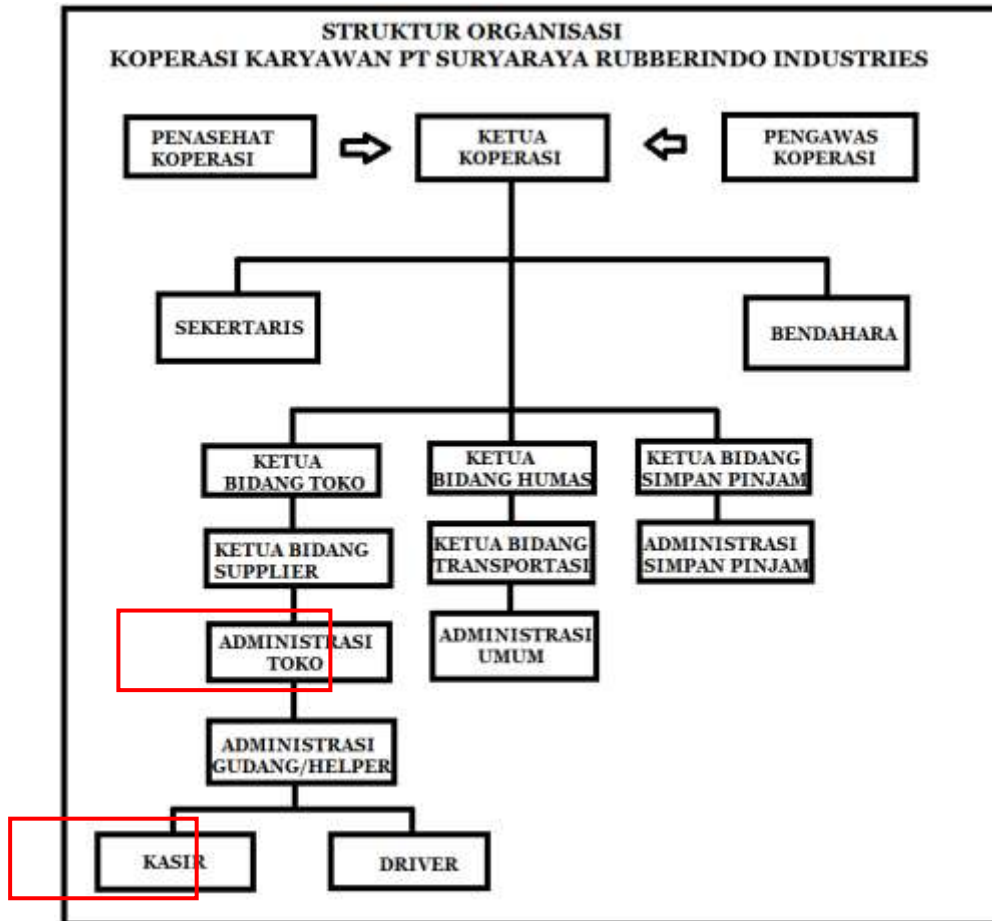 STRUKTUR ORGANISASI
KOPERASI KARYAWAN PT SURYARAYA RUBBERINDO INDUSTRIES
PENASEHAT
KOPERASI
KETUA
KOPERASI
PENGAWAS
KOPERASI
SEKERTARIS
BENDAHARA
KETUA
BIDANG TOKO
KETUA
BIDANG HUMAS
KETUA BIDANG
SIMPAN PINJAM
KETUA BIDANG
SUPPLIER
KETUA BIDANG
TRANSPORTASI
ADMINISTRASI
SIMPAN PINJAM
ADMINISTRASI
TOKO
ADMINISTRASI
UMUM
ADMINISTRASI
GUDANG/HELPER
KASIR
DRIVER